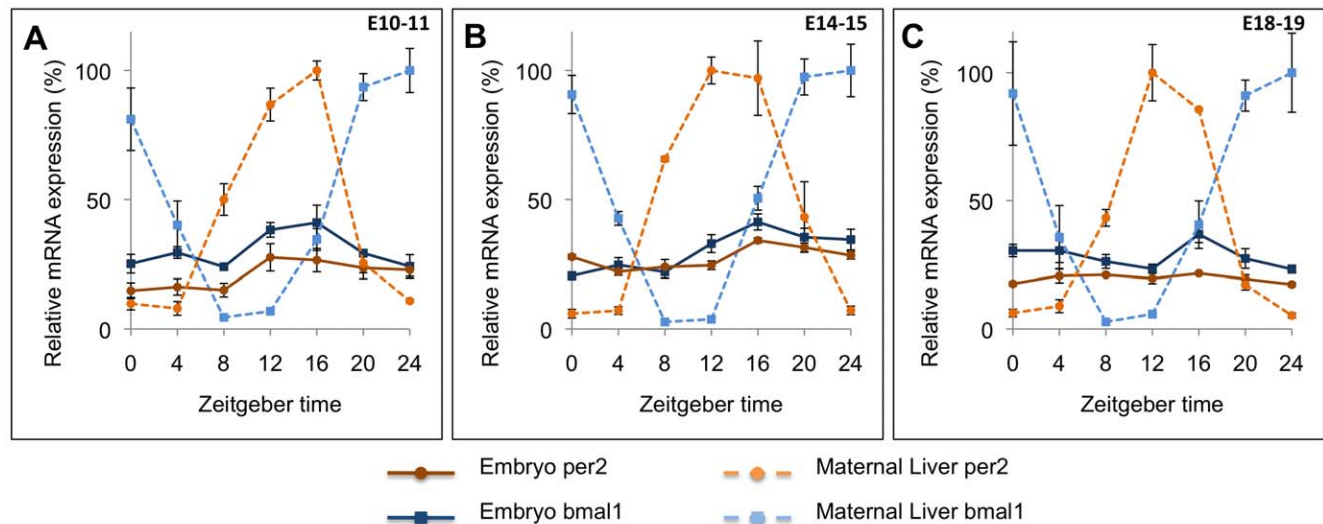 A
E10-11
Relative mRNA expression (%)
100
50
0
0 4 8 12 16 20 24
Zeitgeber time
B
E14-15
Relative mRNA expression (%)
100
50
0
0 4 8 12 16 20 24
Zeitgeber time
C
E18-19
Relative mRNA expression (%)
100
50
0
0 4 8 12 16 20 24
Zeitgeber time
Embryo per2
Maternal Liver per2
Embryo bmal1
Maternal Liver bmal1